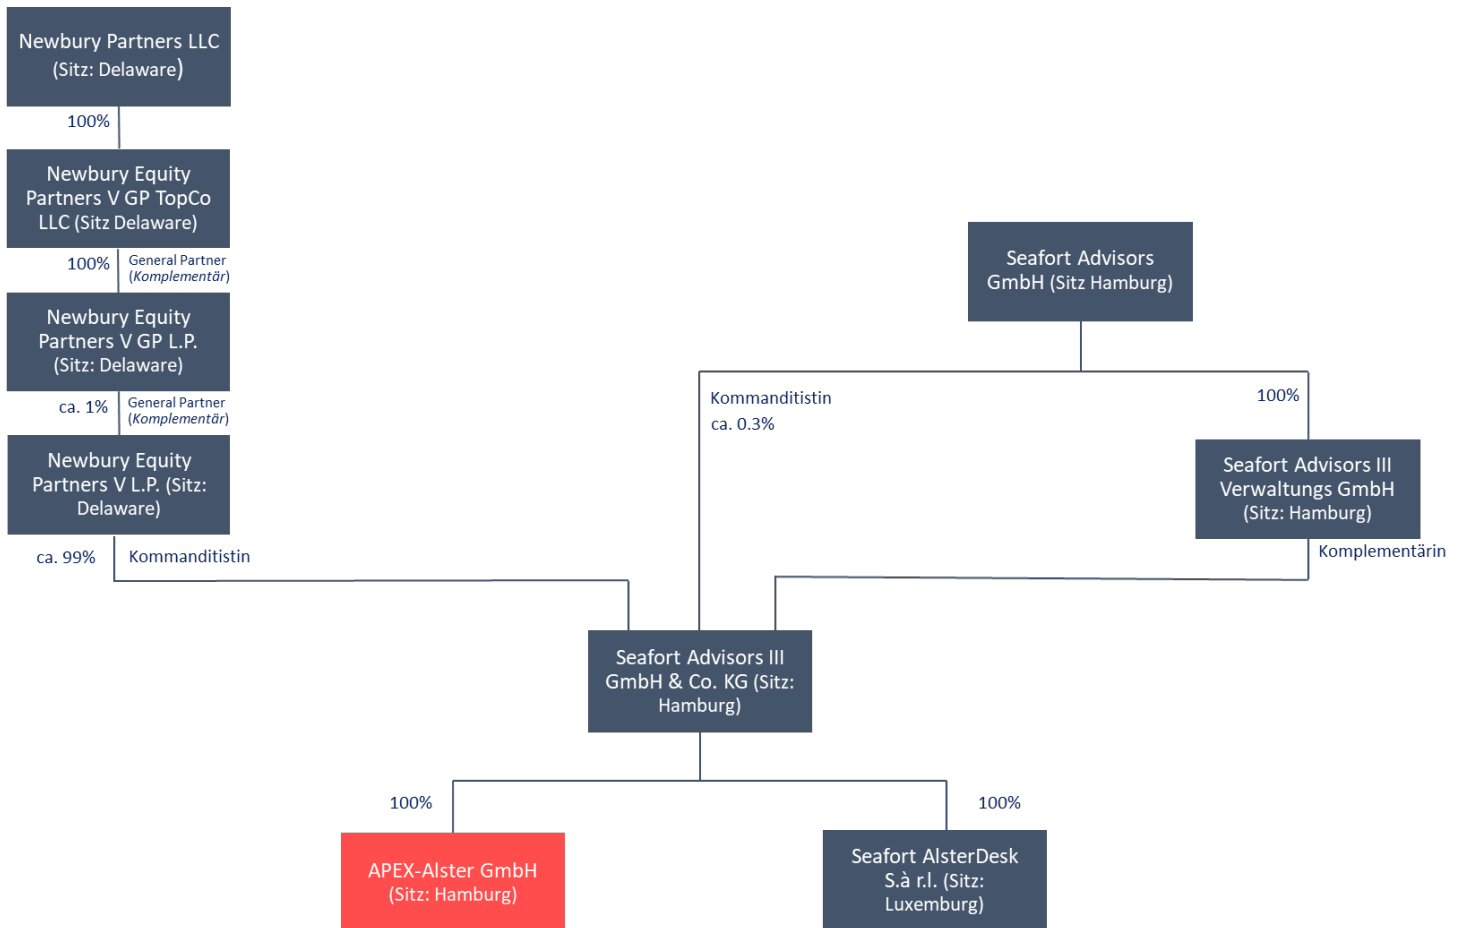 Newbury Partners LLC
(Sitz: Delaware)
100%
Newbury Equity
Partners V GP TopCo
LLC (Sitz Delaware)
100%
General Partner
(Komplementär)
Newbury Equity
Partners V GP L.P.
(Sitz: Delaware)
ca. 1%
General Partner
(Komplementär)
Newbury Equity
Partners V L.P. (Sitz:
Delaware)
ca. 99%
Kommanditistin
Seafort Advisors
GmbH (Sitz Hamburg)
Kommanditistin
ca. 0.3%
100%
Seafort Advisors III
Verwaltungs GmbH
(Sitz: Hamburg)
Komplementärin
Seafort Advisors III
GmbH & Co. KG (Sitz:
Hamburg)
100%
100%
APEX-Alster GmbH
(Sitz: Hamburg)
Seafort AlsterDesk
S.à r.l. (Sitz:
Luxemburg)